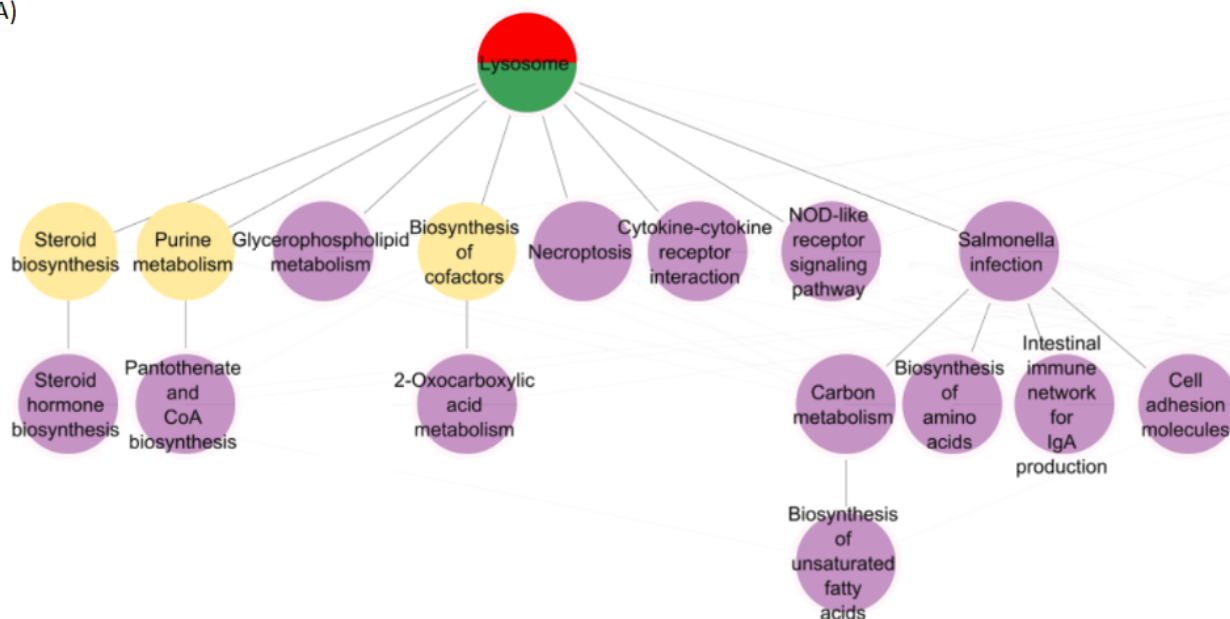 A)
Lysosome
Steroid
biosynthesis
Purine
metabolism
Glycerophospholipid
metabolism
Biosynthesis
of
cofactors
Necroptosis
Cytokine-cytokine
receptor
interaction
NOD-like
receptor
signaling
pathway
Salmonella
infection
Steroid
hormone
biosynthesis
Pantothenate
and
CoA
biosynthesis
2-Oxocarboxylic
acid
metabolism
Carbon
metabolism
Biosynthesis
of
amino
acids
Intestinal
immune
network
for
IgA
production
Cell
adhesion
molecules
Biosynthesis
of
unsaturated
fatty
acids